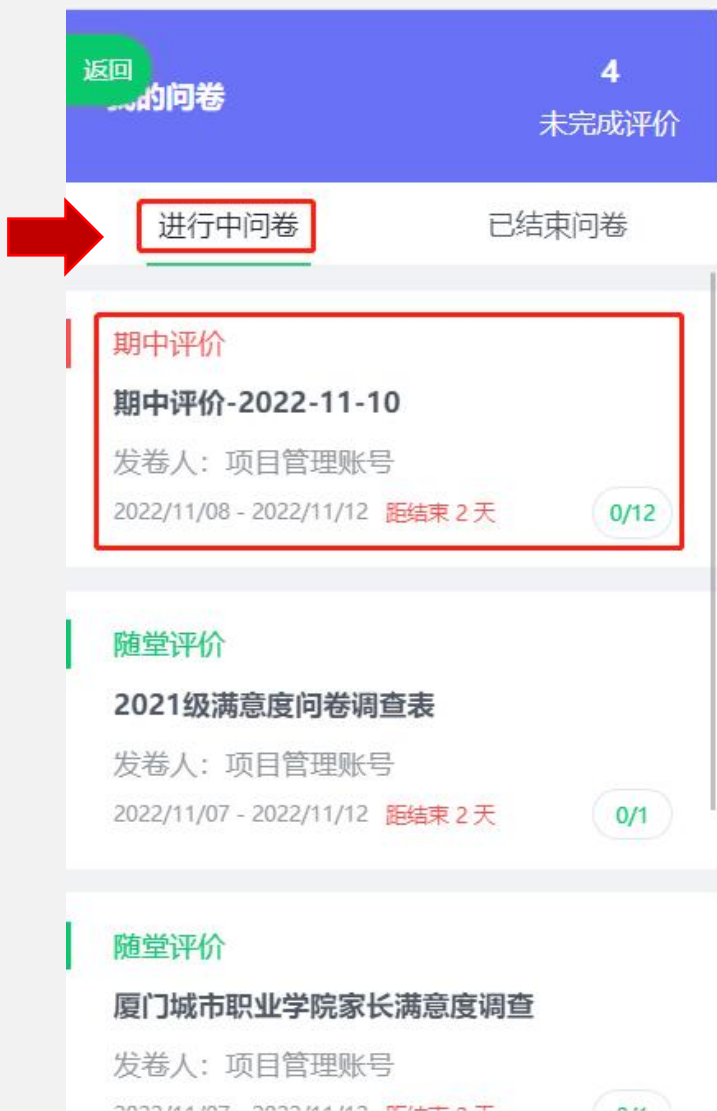 返回
的问卷
4
未完成评价
进行中问卷
已结束问卷
期中评价
期中评价-2022-11-10
发卷人：项目管理账号
2022/11/08 - 2022/11/12 距结束 2 天
0/12
随堂评价
2021级满意度问卷调查表
发卷人：项目管理账号
2022/11/07 - 2022/11/12 距结束 2 天
0/1
随堂评价
厦门城市职业学院家长满意度调查
发卷人：项目管理账号